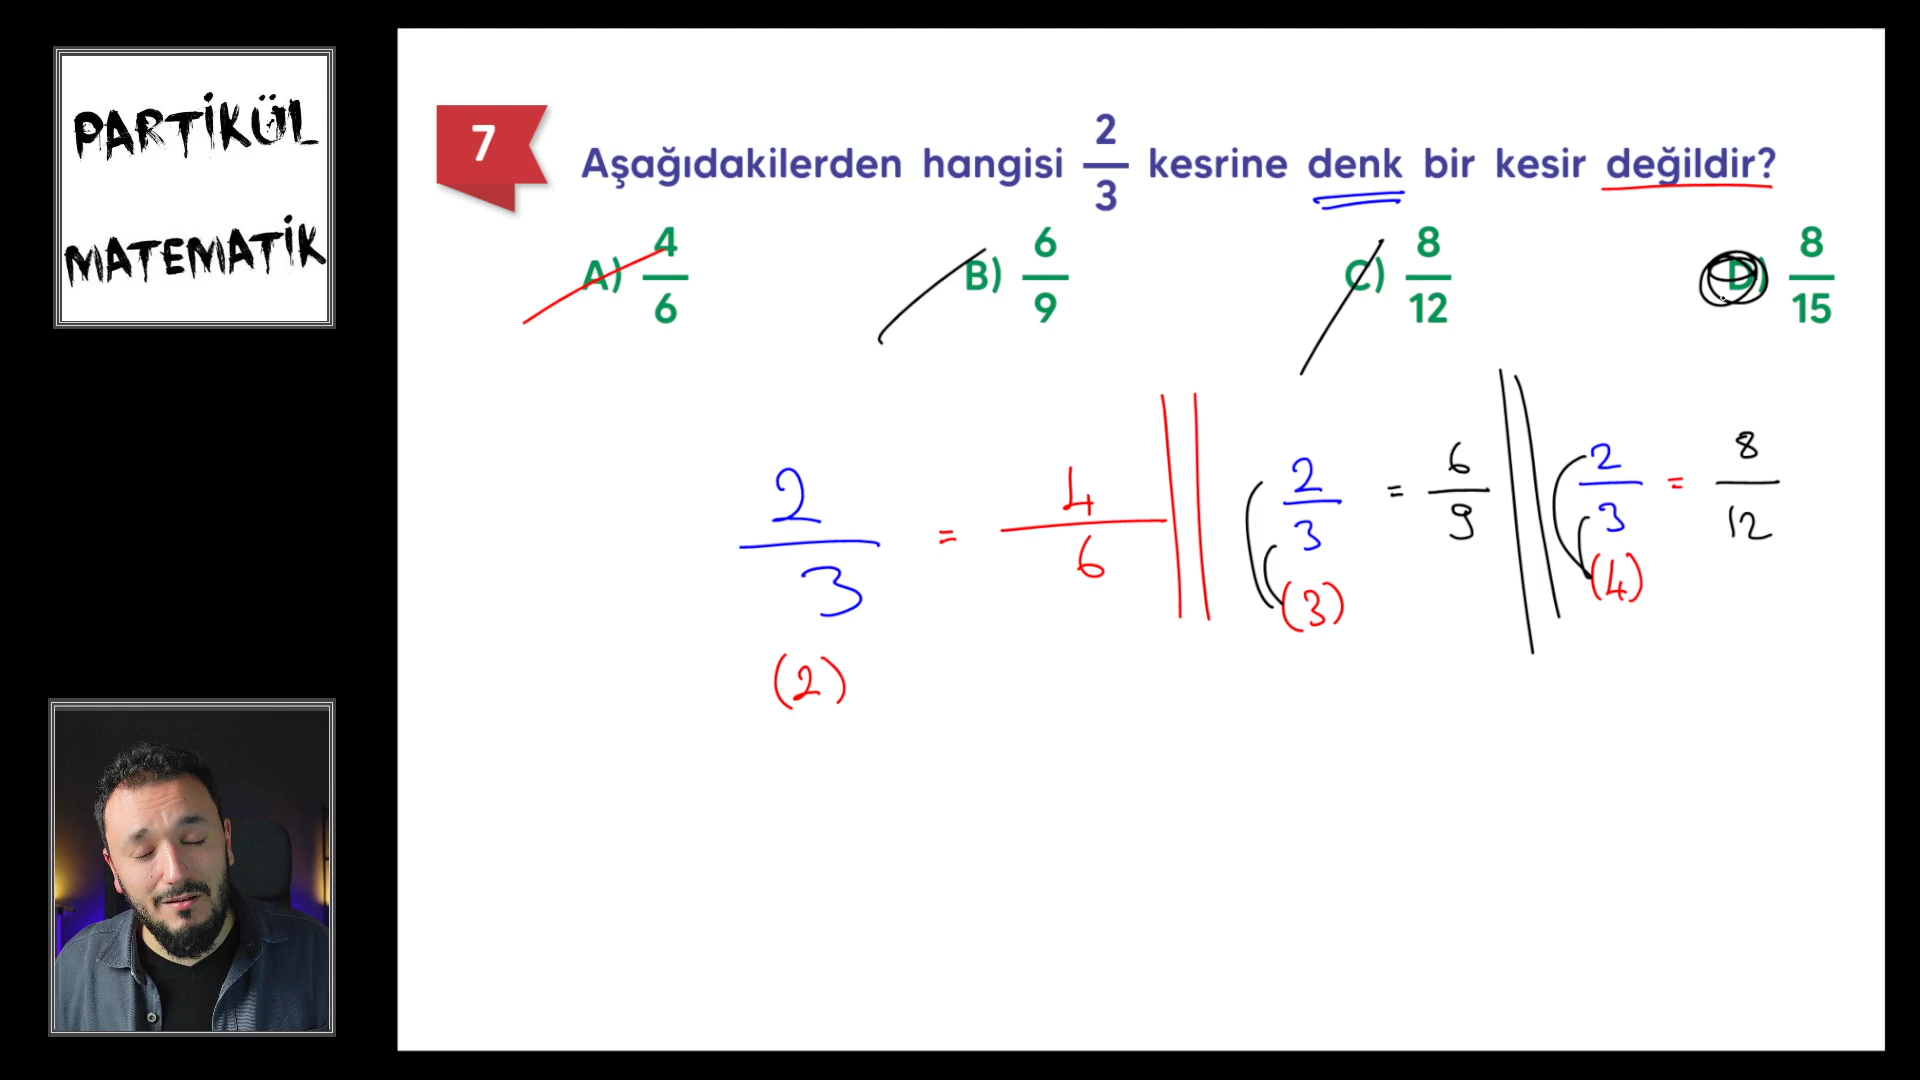 PARTİKÜL
MATEMATİK
7
Aşağıdakilerden hangisi 2/3 kesrine denk bir kesir değildir?
A) 4/6 B) 6/9 C) 8/12 D) 8/15
2/3 = 4/6 2/3 = 6/9 2/3 = 8/12
(2) (3) (4)